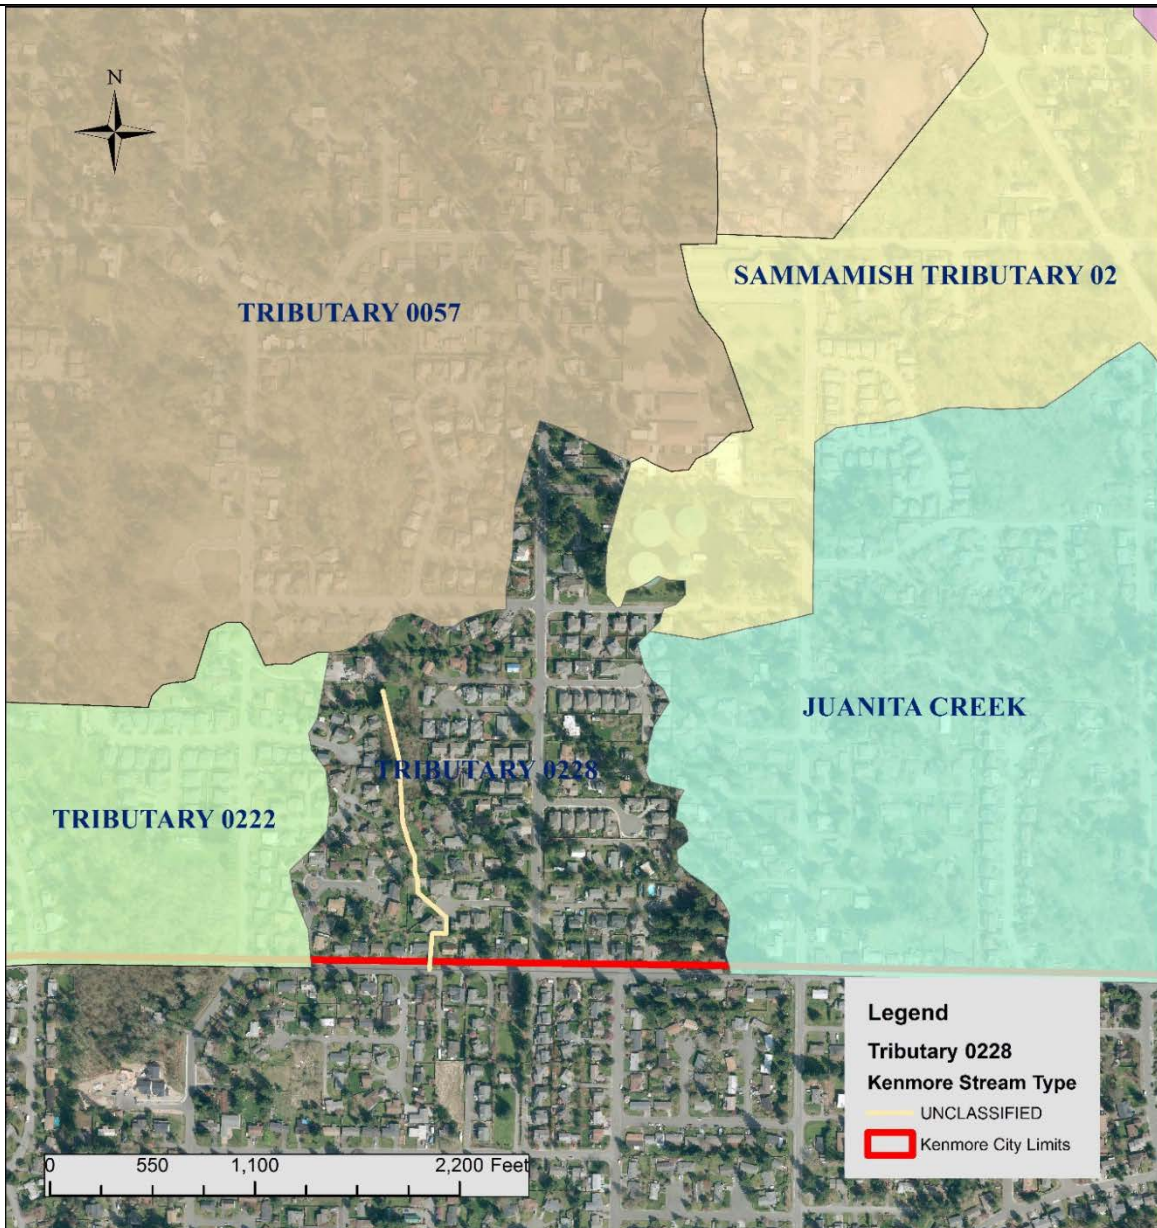 N
SAMMAMISH TRIBUTARY 02
TRIBUTARY 0057
JUANITA CREEK
TRIBUTARY 0228
TRIBUTARY 0222
Legend
Tributary 0228
Kenmore Stream Type
UNCLASSIFIED
Kenmore City Limits
0 550 1,100 2,200 Feet